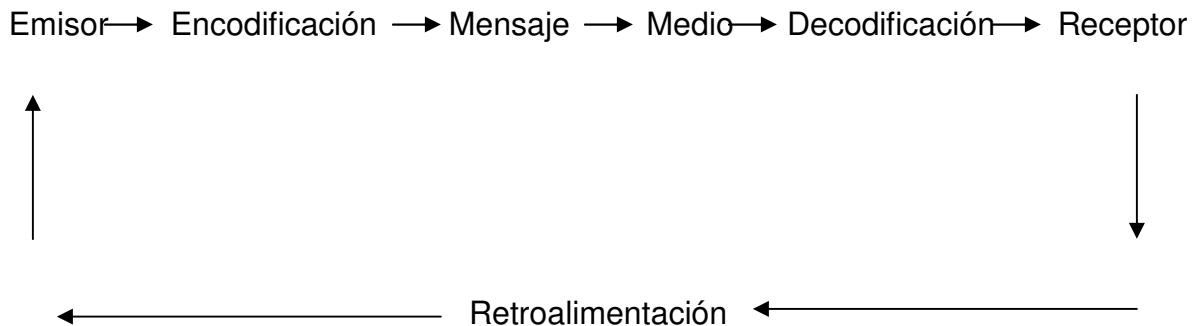 Emisor Encodificación Mensaje Medio Decodificación Receptor
Retroalimentación